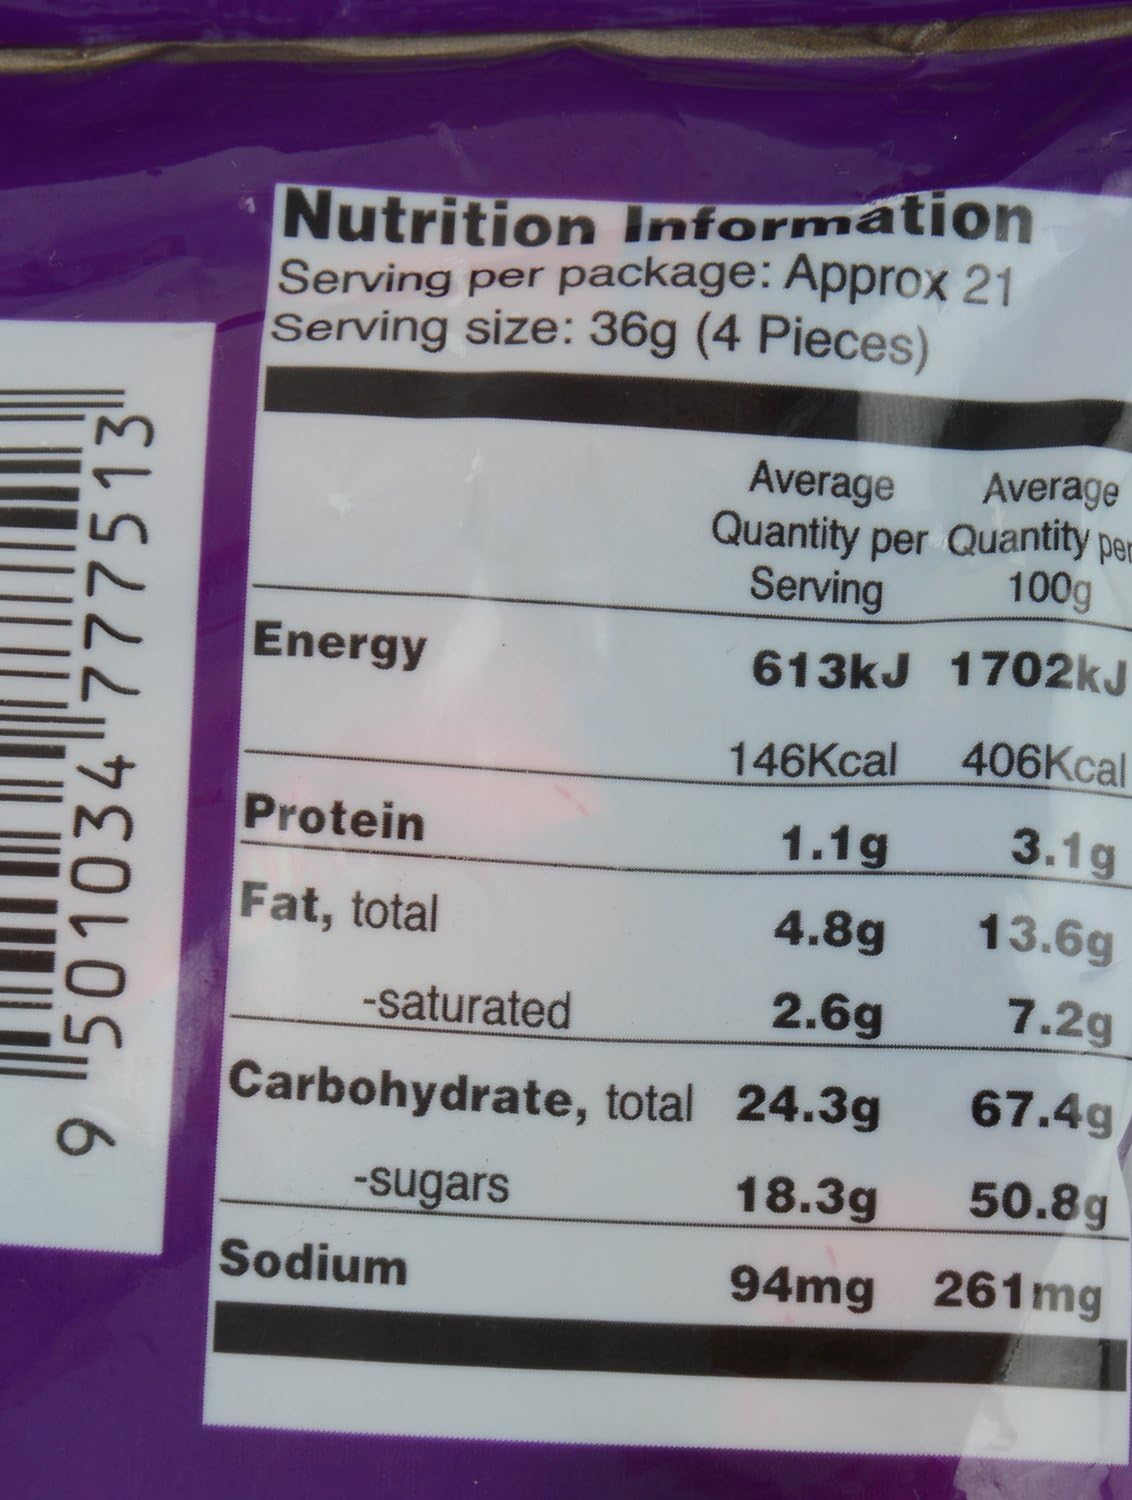 Nutrition Information
Serving per package: Approx 21
Serving size: 36g (4 Pieces)
Average Average
Quantity per Quantity per
Serving 100g
Energy 613kJ 1702kJ
146Kcal 406Kcal
Protein 1.1g 3.1g
Fat, total 4.8g 13.6g
-saturated 2.6g 7.2g
Carbohydrate, total 24.3g 67.4g
-sugars 18.3g 50.8g
Sodium 94mg 261mg
9 501034 777513